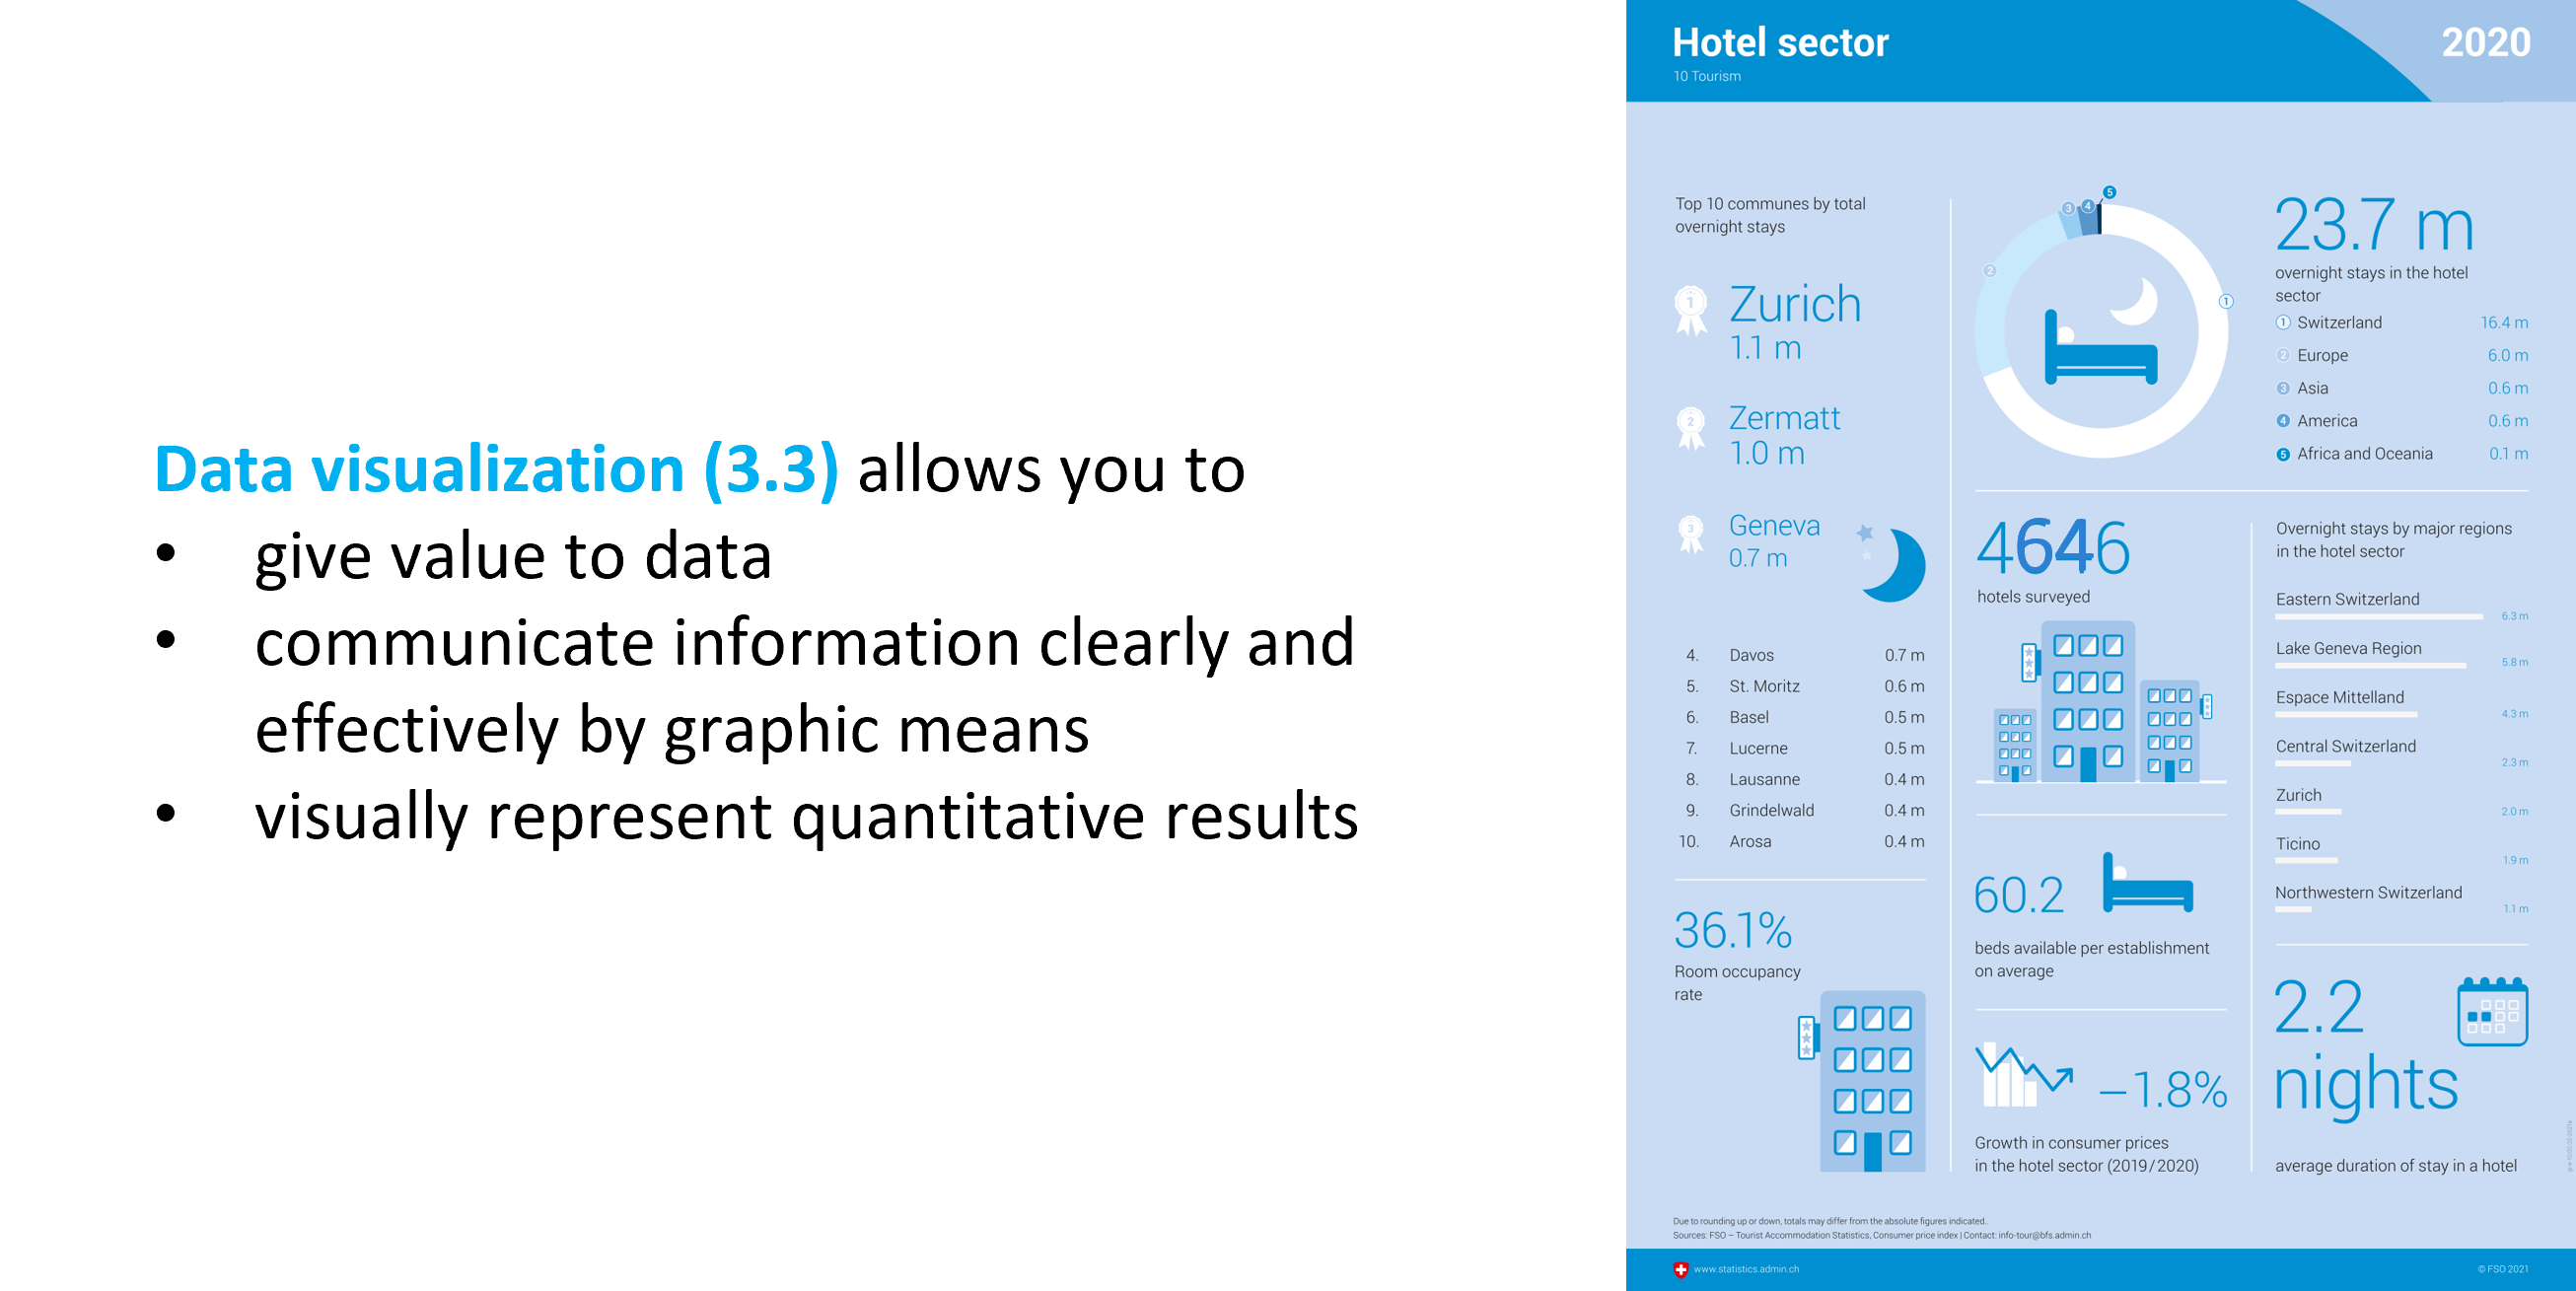 Data visualization (3.3) allows you to
• give value to data
• communicate information clearly and
effectively by graphic means
• visually represent quantitative results
Hotel sector
10 Tourism
2020
Top 10 communes by total
overnight stays
1 Zurich
1.1 m
2 Zermatt
1.0 m
3 Geneva
0.7 m
4. Davos 0.7 m
5. St. Moritz 0.6 m
6. Basel 0.5 m
7. Lucerne 0.5 m
8. Lausanne 0.4 m
9. Grindelwald 0.4 m
10. Arosa 0.4 m
36.1%
Room occupancy
rate
5
3 4
2
1
23.7 m
overnight stays in the hotel
sector
1 Switzerland 16.4 m
2 Europe 6.0 m
3 Asia 0.6 m
4 America 0.6 m
5 Africa and Oceania 0.1 m
4646
hotels surveyed
60.2
beds available per establishment
on average
–1.8%
Growth in consumer prices
in the hotel sector (2019/2020)
Overnight stays by major regions
in the hotel sector
Eastern Switzerland
6.3 m
Lake Geneva Region
5.8 m
Espace Mittelland
4.3 m
Central Switzerland
2.3 m
Zurich
2.0 m
Ticino
1.9 m
Northwestern Switzerland
1.1 m
2.2
nights
average duration of stay in a hotel
Due to rounding up or down, totals may differ from the absolute figures indicated..
Sources: FSO – Tourist Accommodation Statistics, Consumer price index | Contact: info-tour@bfs.admin.ch
www.statistics.admin.ch
© FSO 2021